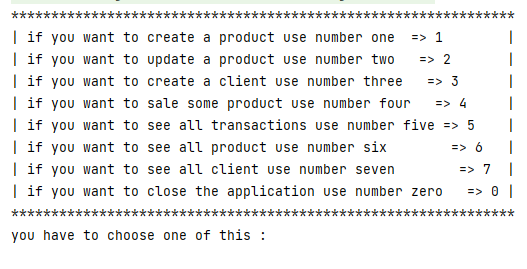 ***************************************************************
| if you want to create a product use number one  => 1        |
| if you want to update a product use number two   => 2       |
| if you want to create a client use number three   => 3      |
| if you want to sale some product use number four   => 4     |
| if you want to see all transactions use number five => 5    |
| if you want to see all product use number six        => 6   |
| if you want to see all client use number seven        => 7  |
| if you want to close the application use number zero   => 0 |
***************************************************************
you have to choose one of this :